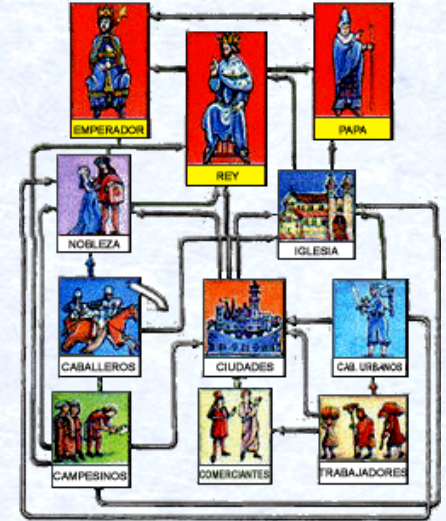 EMPERADOR
REY
PAPA
NOBLEZA
IGLESIA
CABALLEROS
CIUDADES
CAB. URBANOS
CAMPESINOS
COMERCIANTES
TRABAJADORES